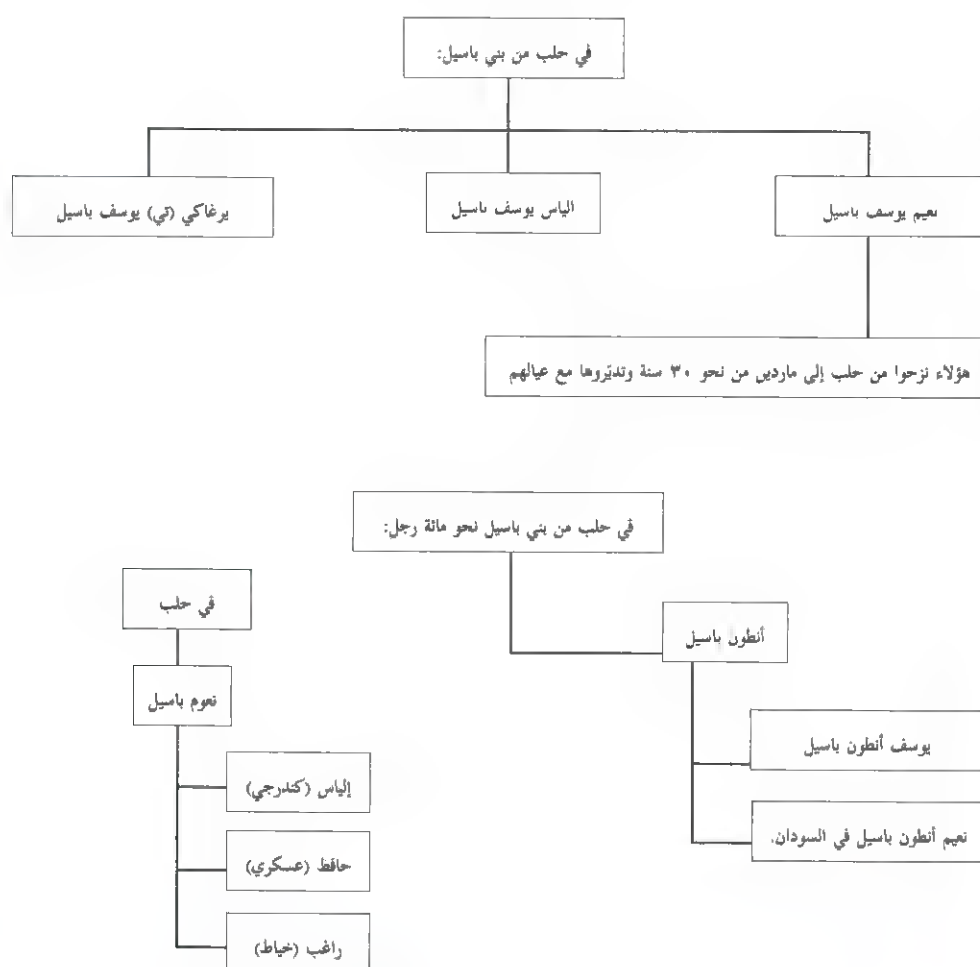 في حلب من بني باسيل:
نعيم يوسف باسيل
الياس يوسف باسيل
يرغاكي (تي) يوسف باسيل
هؤلاء نزحوا من حلب إلى ماردين من نحو ٣٠ سنة وتديّروها مع عيالهم
في حلب من بني باسيل نحو مائة رجل:
أنطون باسيل
يوسف أنطون باسيل
نعيم أنطون باسيل في السودان.
في حلب
نعوم باسيل
إلياس (كندرجي)
حافظ (عسكري)
راغب (خياط)